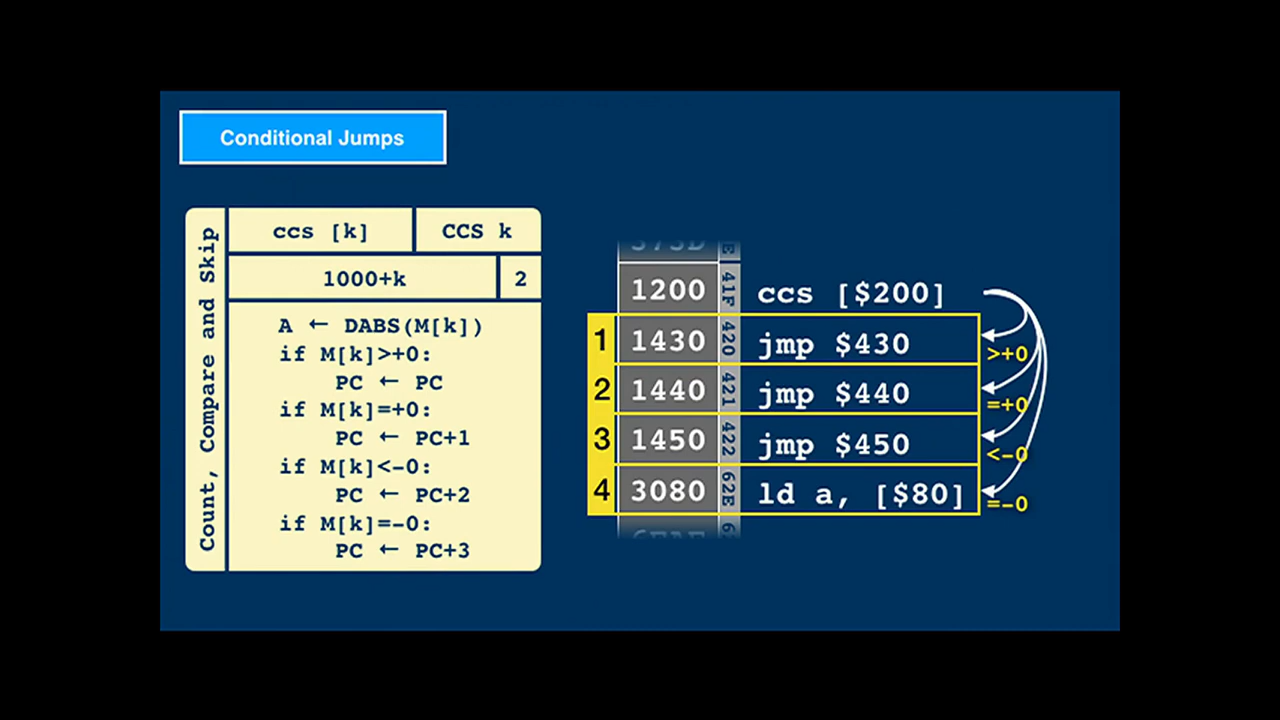 Conditional Jumps
Count, Compare and Skip
ccs [k] CCS k
1000+k 2
A ← DABS(M[k])
if M[k]>+0:
PC ← PC
if M[k]=+0:
PC ← PC+1
if M[k]<-0:
PC ← PC+2
if M[k]=-0:
PC ← PC+3
1200 41F ccs [$200]
1 1430 420 jmp $430
>+0
2 1440 421 jmp $440
=+0
3 1450 422 jmp $450
<-0
4 3080 62E ld a, [$80]
=-0